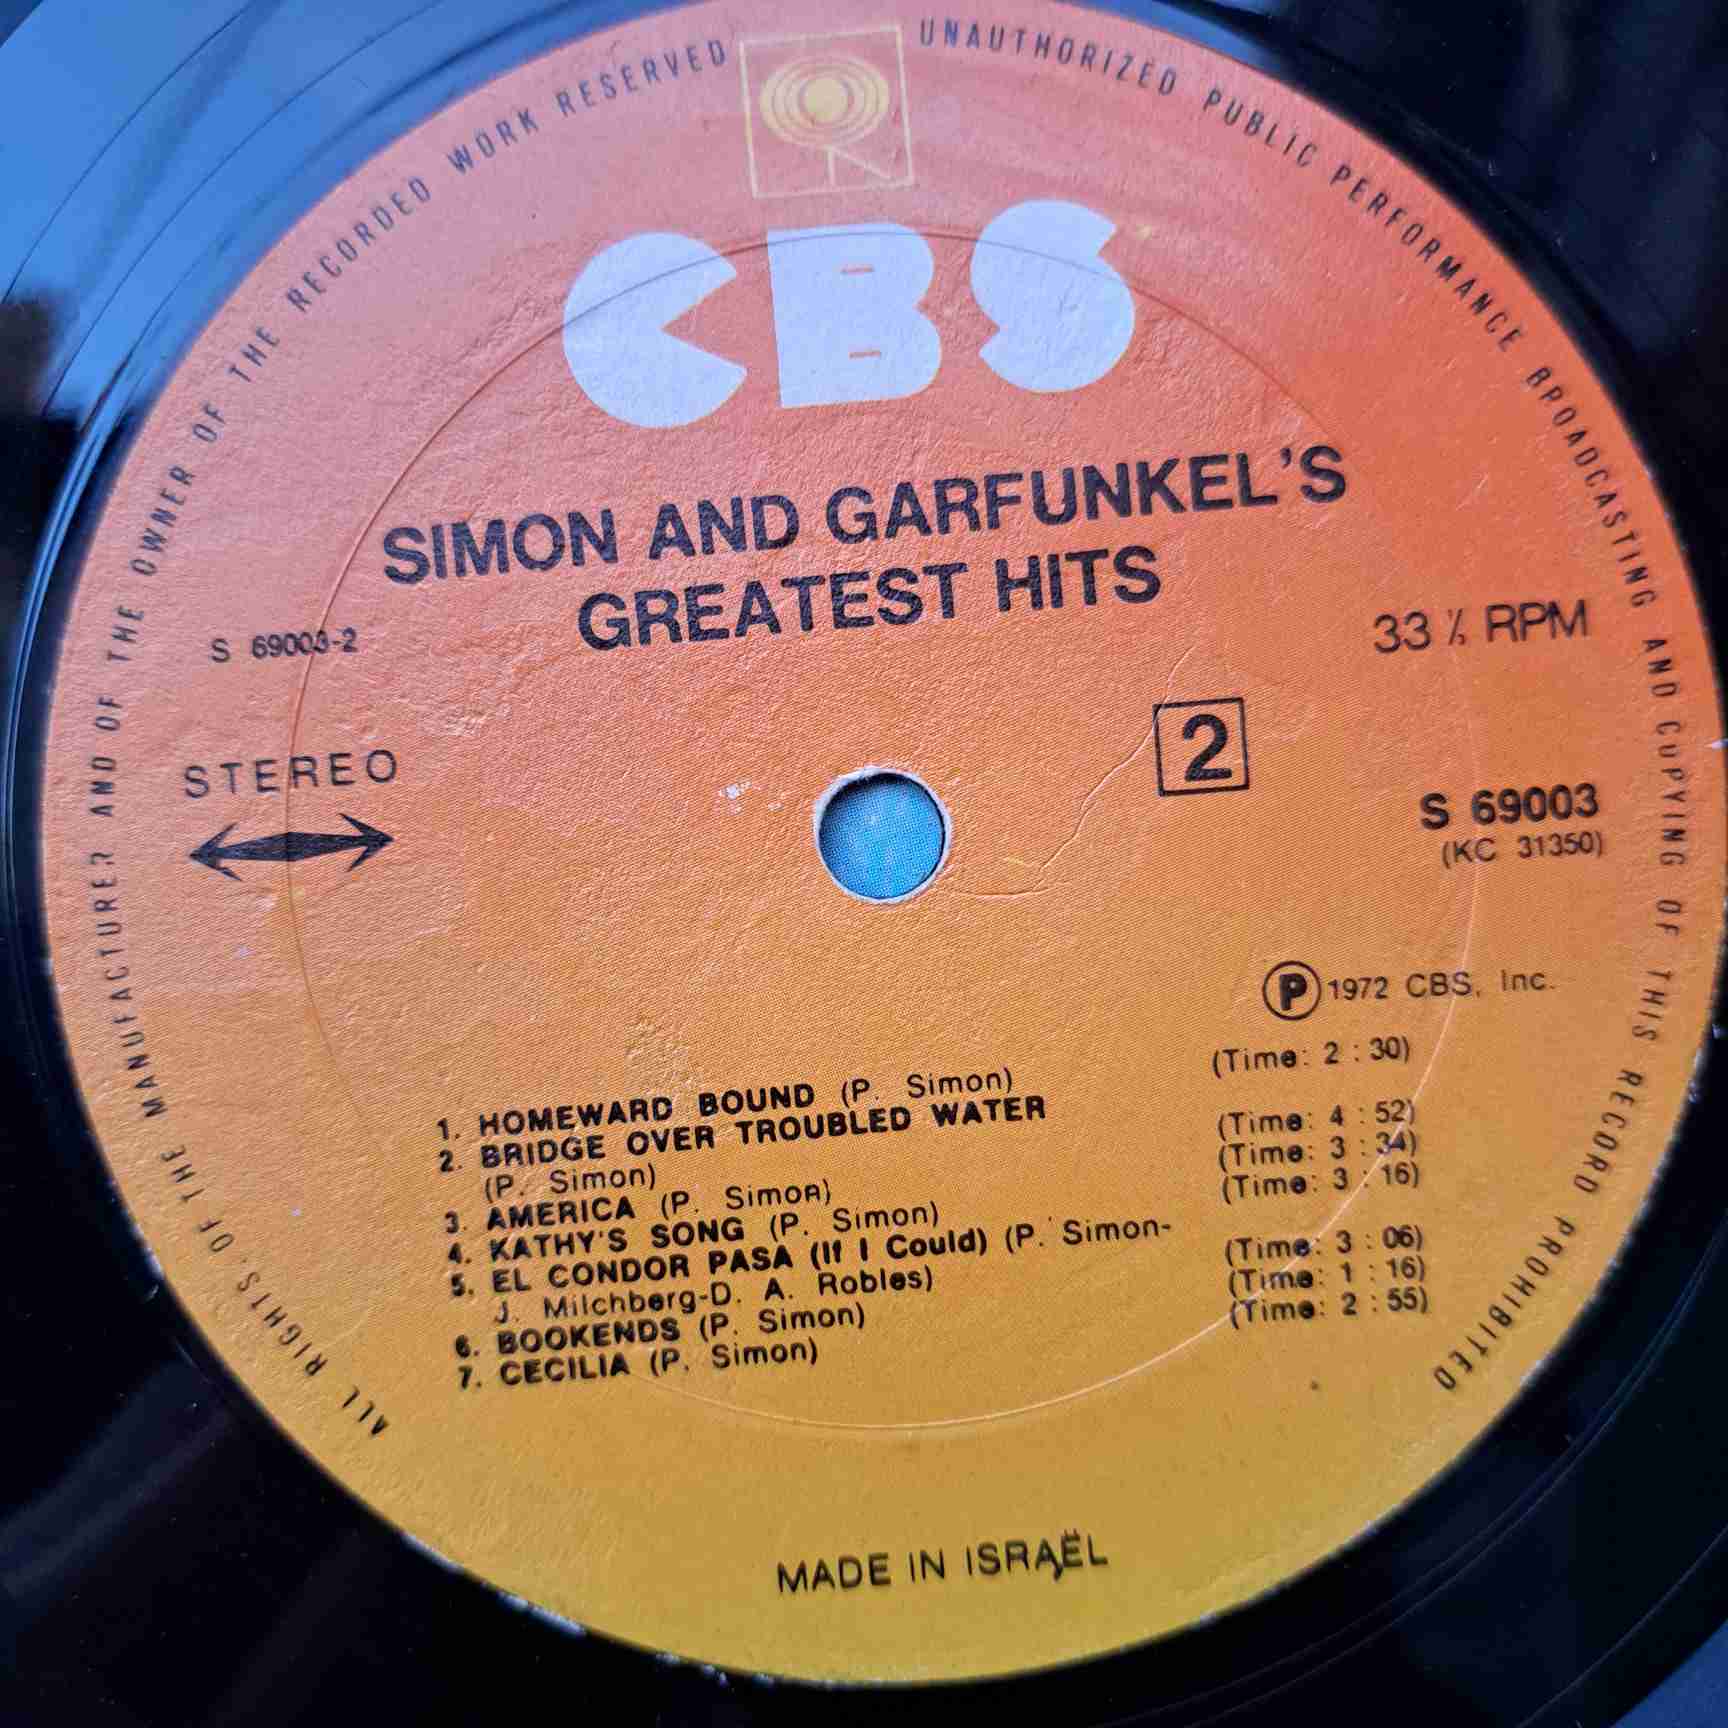 ALL RIGHTS. OF THE MANUFACTURER AND OF THE OWNER OF THE RECORDED WORK RESERVED
UNAUTHORIZED PUBLIC PERFORMANCE BROADCASTING AND COPYING OF THIS RECORD PROHIBITED
CBS
SIMON AND GARFUNKEL'S
GREATEST HITS
S 69003-2
33 ⅓ RPM
STEREO
2
S 69003
(KC 31350)
Ⓟ 1972 CBS, Inc.
1. HOMEWARD BOUND (P. Simon) (Time: 2 : 30)
2. BRIDGE OVER TROUBLED WATER
(P. Simon) (Time: 4 : 52)
3. AMERICA (P. Simon) (Time: 3 : 34)
4. KATHY'S SONG (P. Simon) (Time: 3 : 16)
5. EL CONDOR PASA (If I Could) (P. Simon-
J. Milchberg-D. A. Robles) (Time: 3 : 06)
6. BOOKENDS (P. Simon) (Time: 1 : 16)
7. CECILIA (P. Simon) (Time: 2 : 55)
MADE IN ISRAËL